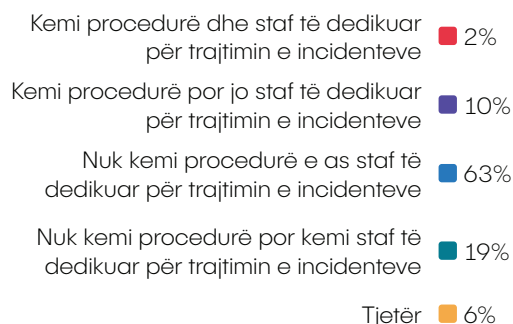 Kemi procedurë dhe staf të dedikuar
për trajtimin e incidenteve
2%
Kemi procedurë por jo staf të dedikuar
për trajtimin e incidenteve
10%
Nuk kemi procedurë e as staf të
dedikuar për trajtimin e incidenteve
63%
Nuk kemi procedurë por kemi staf të
dedikuar për trajtimin e incidenteve
19%
Tjetër
6%